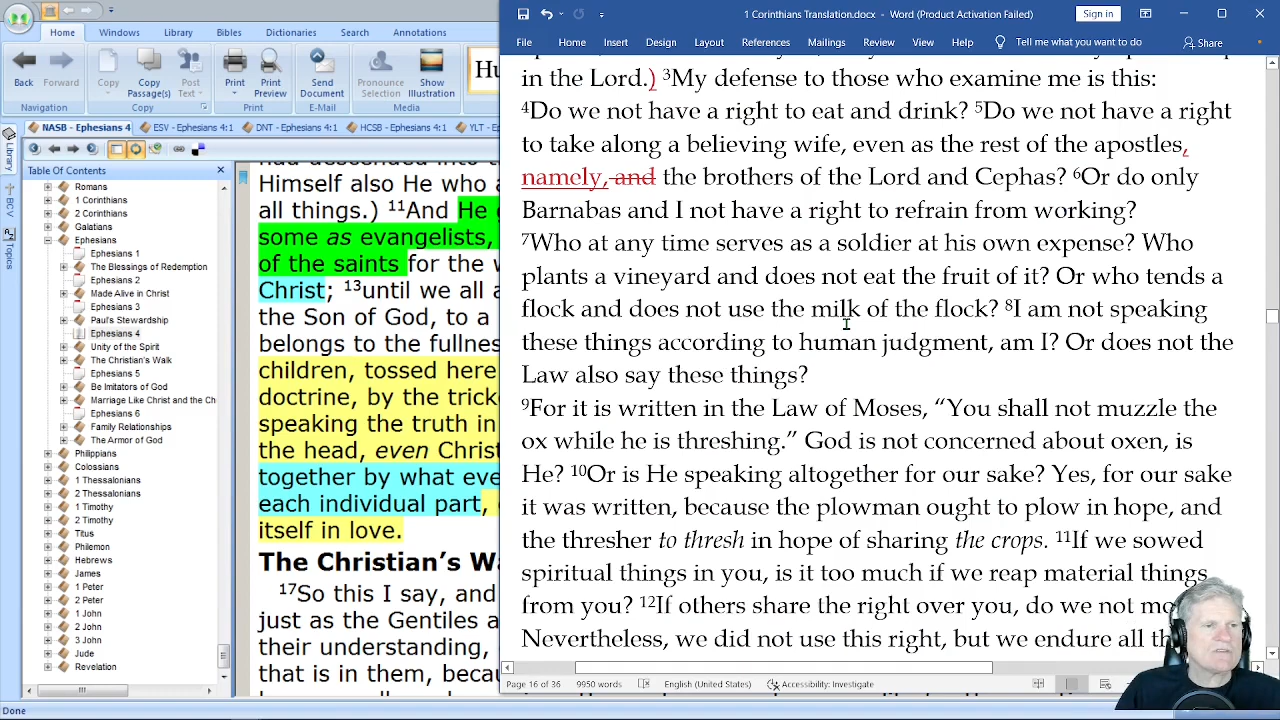 Home Windows Library Bibles Dictionaries Search Annotations
Back Forward Copy Copy Passage(s) Post Text Print Print Preview Send Document Pronounce Selection Show Illustration
Navigation Copy Print E-Mail Media
NASB - Ephesians 4 ESV - Ephesians 4:1 DNT - Ephesians 4:1 HCSB - Ephesians 4:1 YLT - E
Library
BCV
Topics
Table Of Contents
Romans
1 Corinthians
2 Corinthians
Galatians
Ephesians
Ephesians 1
The Blessings of Redemption
Ephesians 2
Made Alive in Christ
Ephesians 3
Paul's Stewardship
Ephesians 4
Unity of the Spirit
The Christian's Walk
Ephesians 5
Be Imitators of God
Marriage Like Christ and the Ch
Ephesians 6
Family Relationships
The Armor of God
Philippians
Colossians
1 Thessalonians
2 Thessalonians
1 Timothy
2 Timothy
Titus
Philemon
Hebrews
James
1 Peter
2 Peter
1 John
2 John
3 John
Jude
Revelation
Done
Himself also He who a
all things.) 11And He g
some as evangelists,
of the saints for the w
Christ; 13until we all a
the Son of God, to a
belongs to the fullnes
children, tossed here
doctrine, by the trick
speaking the truth in
the head, even Christ
together by what eve
each individual part,
itself in love.
The Christian's Wa
17So this I say, and
just as the Gentiles a
their understanding,
that is in them, becau
1 Corinthians Translation.docx - Word (Product Activation Failed) Sign in
File Home Insert Design Layout References Mailings Review View Help Tell me what you want to do Share
in the Lord.) 3My defense to those who examine me is this:
4Do we not have a right to eat and drink? 5Do we not have a right
to take along a believing wife, even as the rest of the apostles,
namely, and the brothers of the Lord and Cephas? 6Or do only
Barnabas and I not have a right to refrain from working?
7Who at any time serves as a soldier at his own expense? Who
plants a vineyard and does not eat the fruit of it? Or who tends a
flock and does not use the milk of the flock? 8I am not speaking
these things according to human judgment, am I? Or does not the
Law also say these things?
9For it is written in the Law of Moses, “You shall not muzzle the
ox while he is threshing.” God is not concerned about oxen, is
He? 10Or is He speaking altogether for our sake? Yes, for our sake
it was written, because the plowman ought to plow in hope, and
the thresher to thresh in hope of sharing the crops. 11If we sowed
spiritual things in you, is it too much if we reap material things
from you? 12If others share the right over you, do we not mo
Nevertheless, we did not use this right, but we endure all th
Page 16 of 36 9950 words English (United States) Accessibility: Investigate